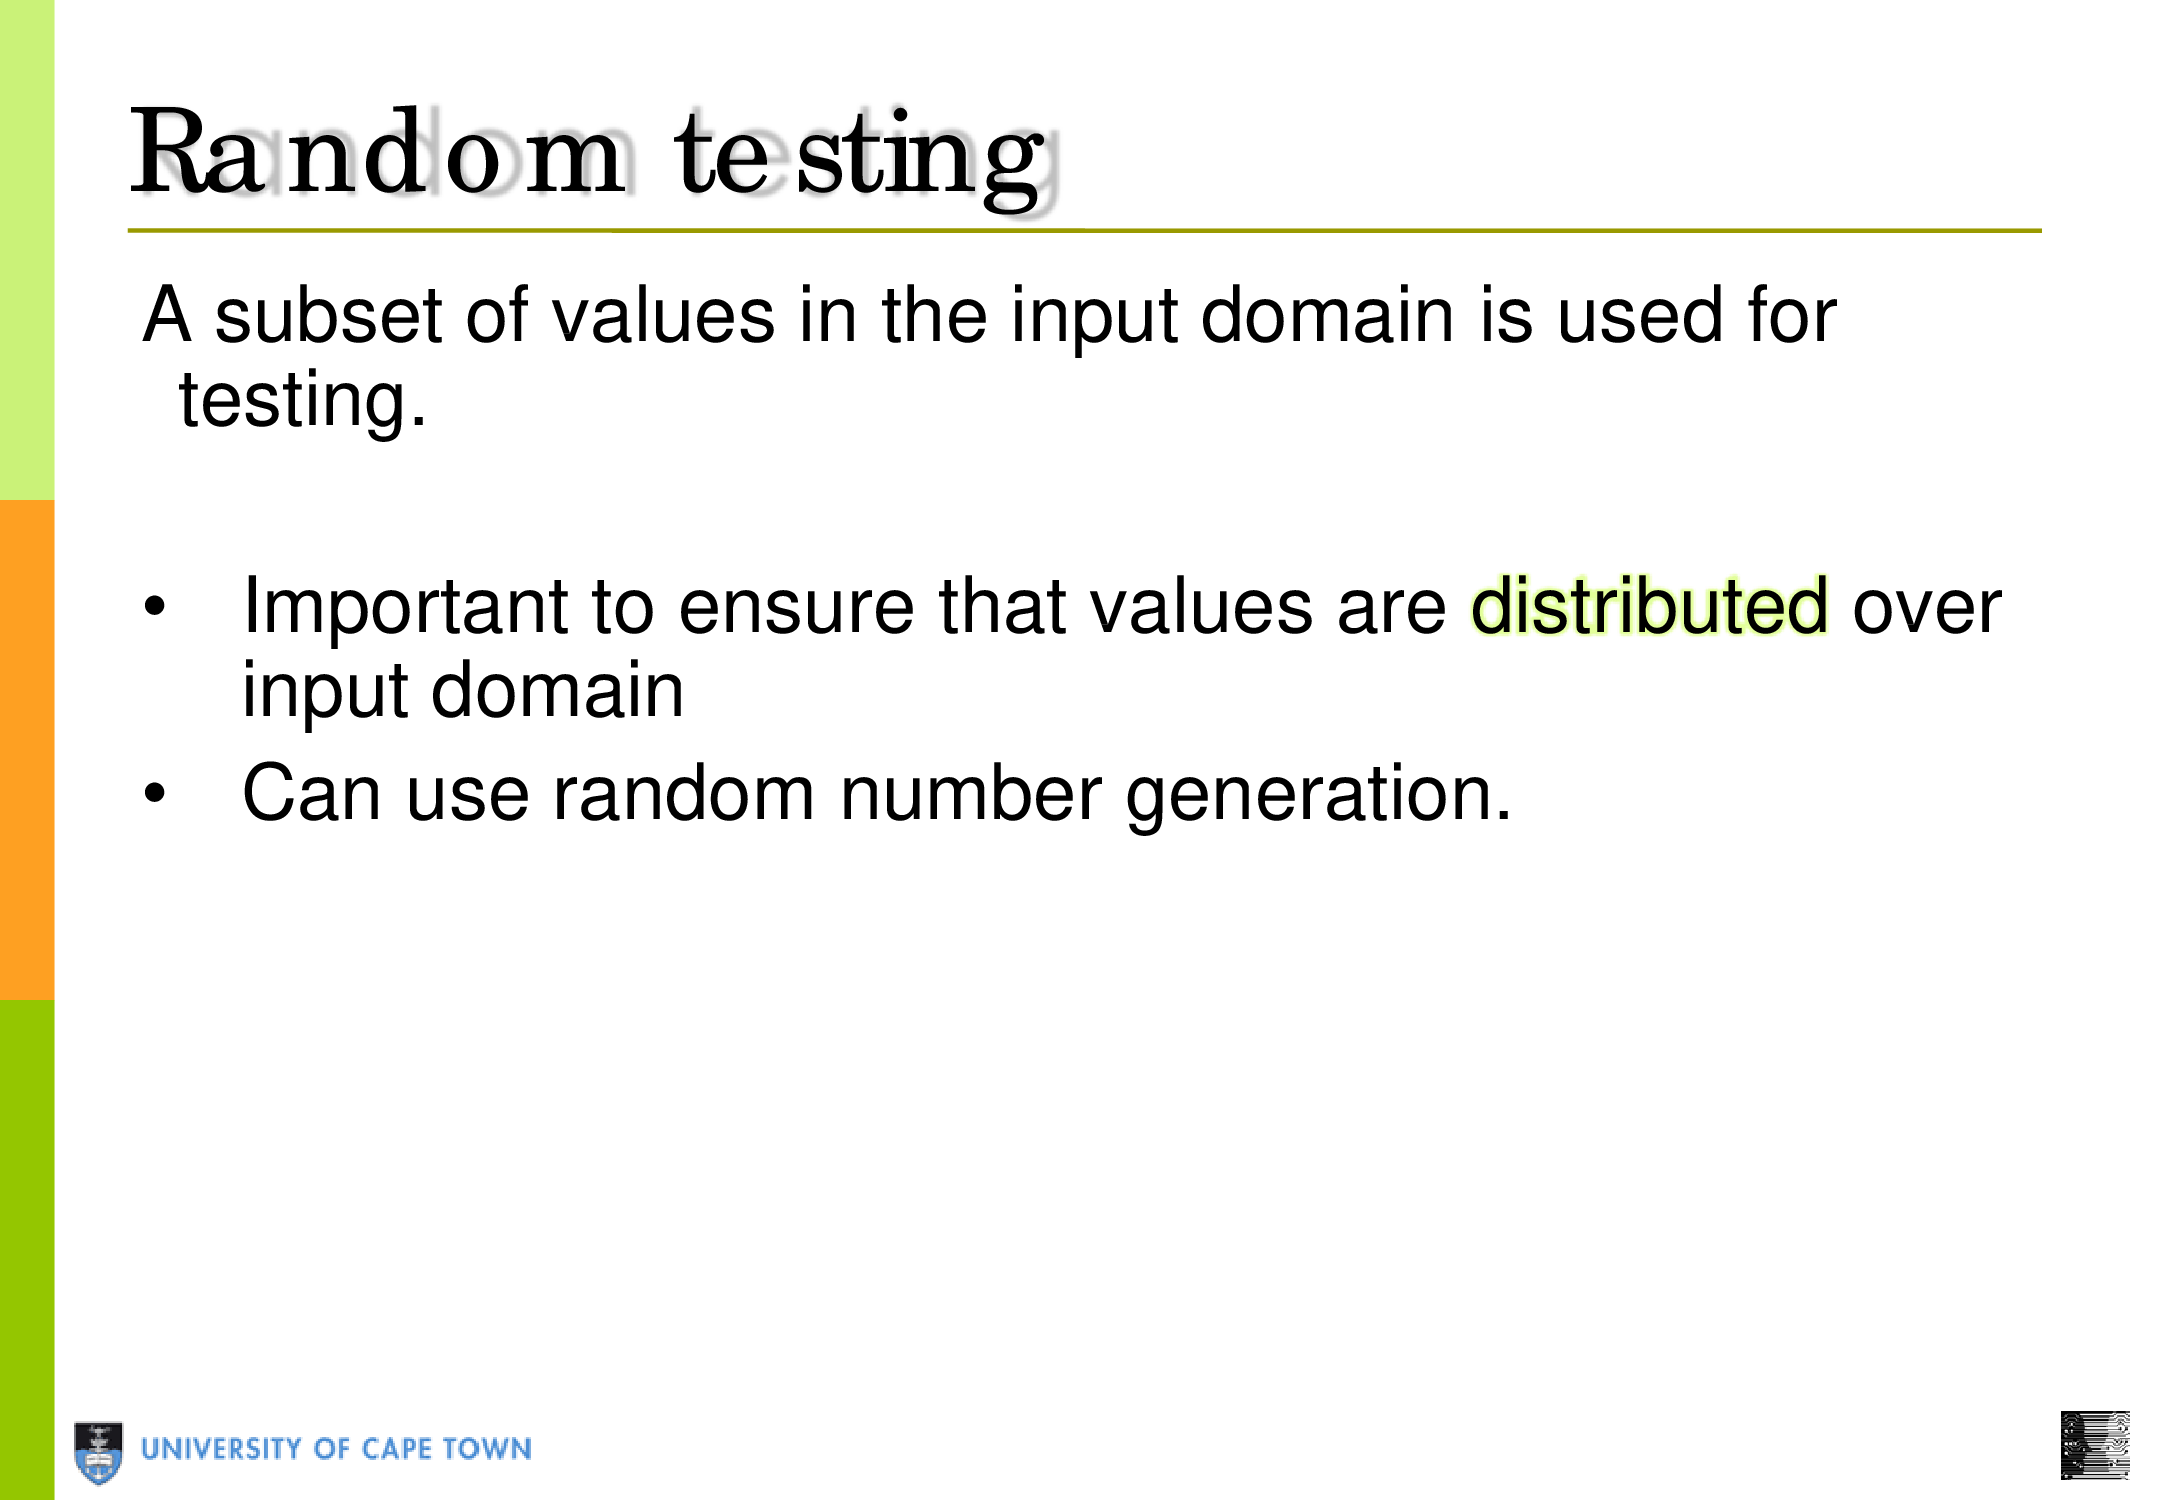 Random testing
A subset of values in the input domain is used for
testing.
• Important to ensure that values are distributed over
input domain
• Can use random number generation.
UNIVERSITY OF CAPE TOWN